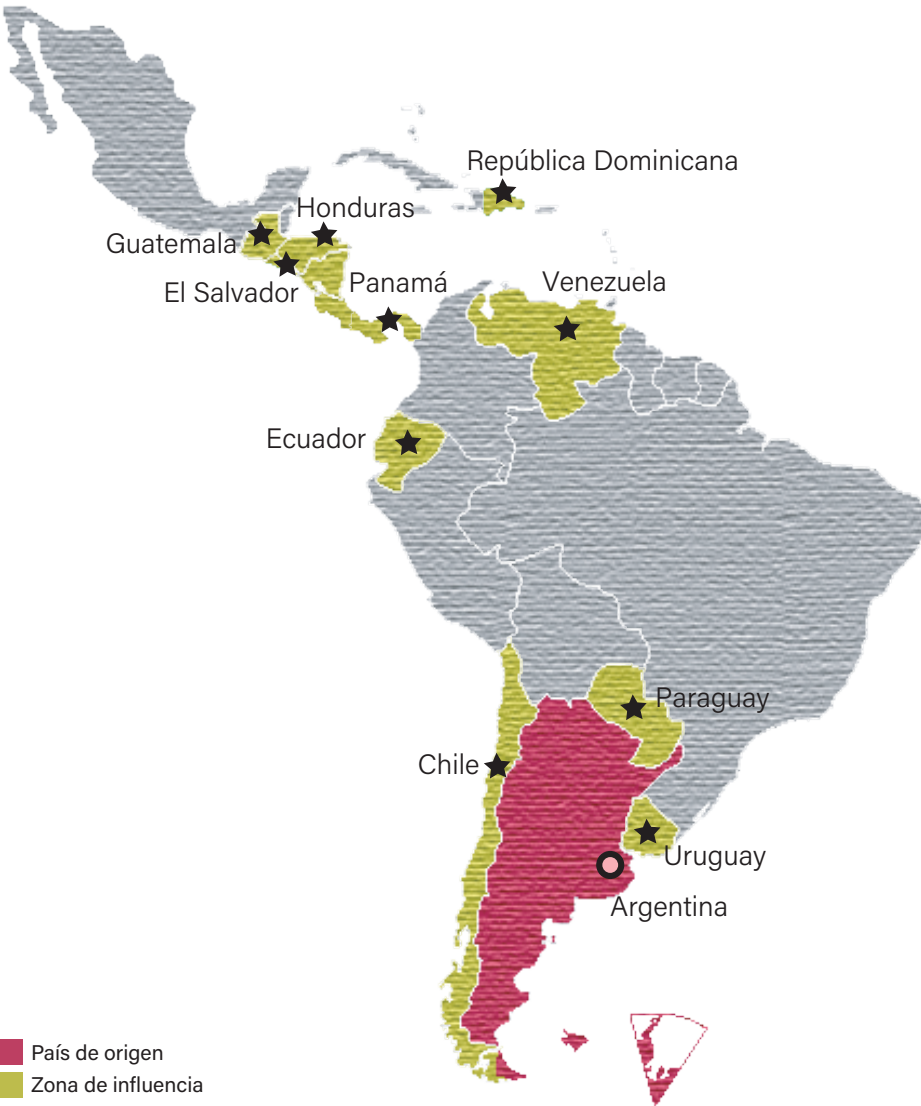 República Dominicana
Honduras
Guatemala
El Salvador
Panamá
Venezuela
Ecuador
Paraguay
Chile
Uruguay
Argentina
País de origen
Zona de influencia